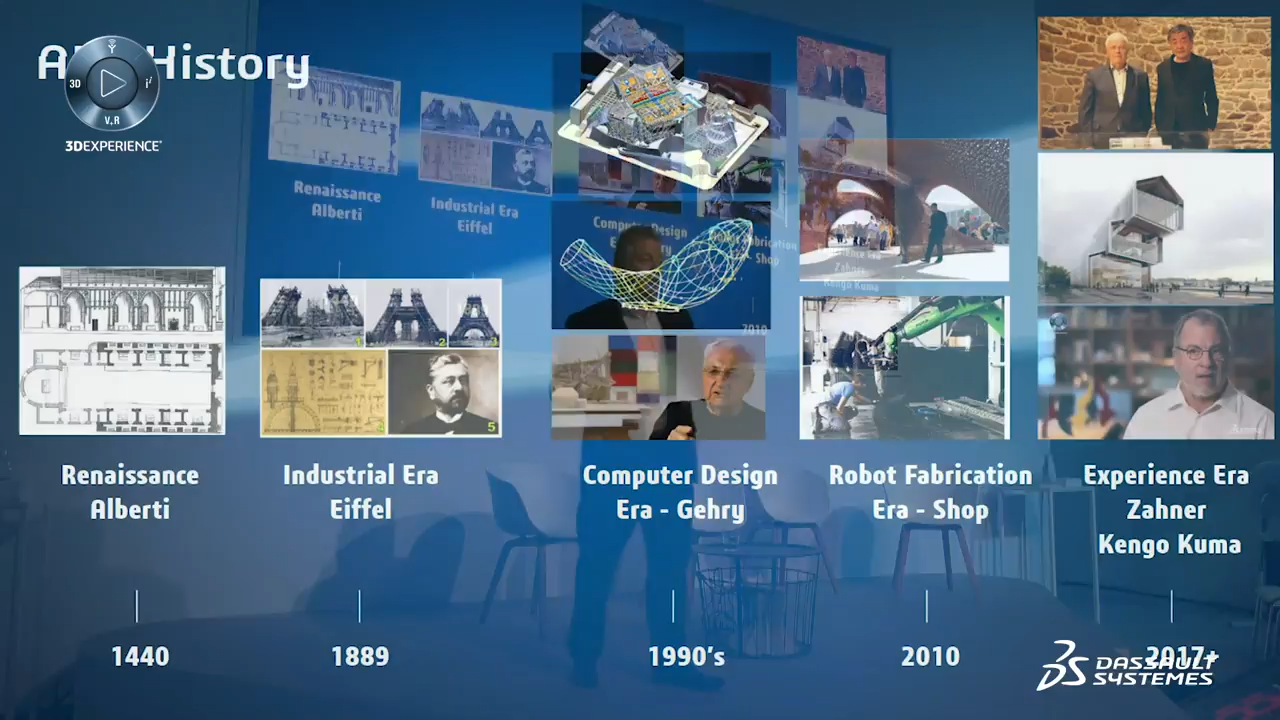 History
3D
V,R
3DEXPERIENCE
Renaissance
Alberti
Industrial Era
Eiffel
Renaissance
Alberti
Industrial Era
Eiffel
Computer Design
Era - Gehry
Robot Fabrication
Era - Shop
Experience Era
Zahner
Kengo Kuma
1440
1889
1990's
2010
2017+
DASSAULT
SYSTEMES